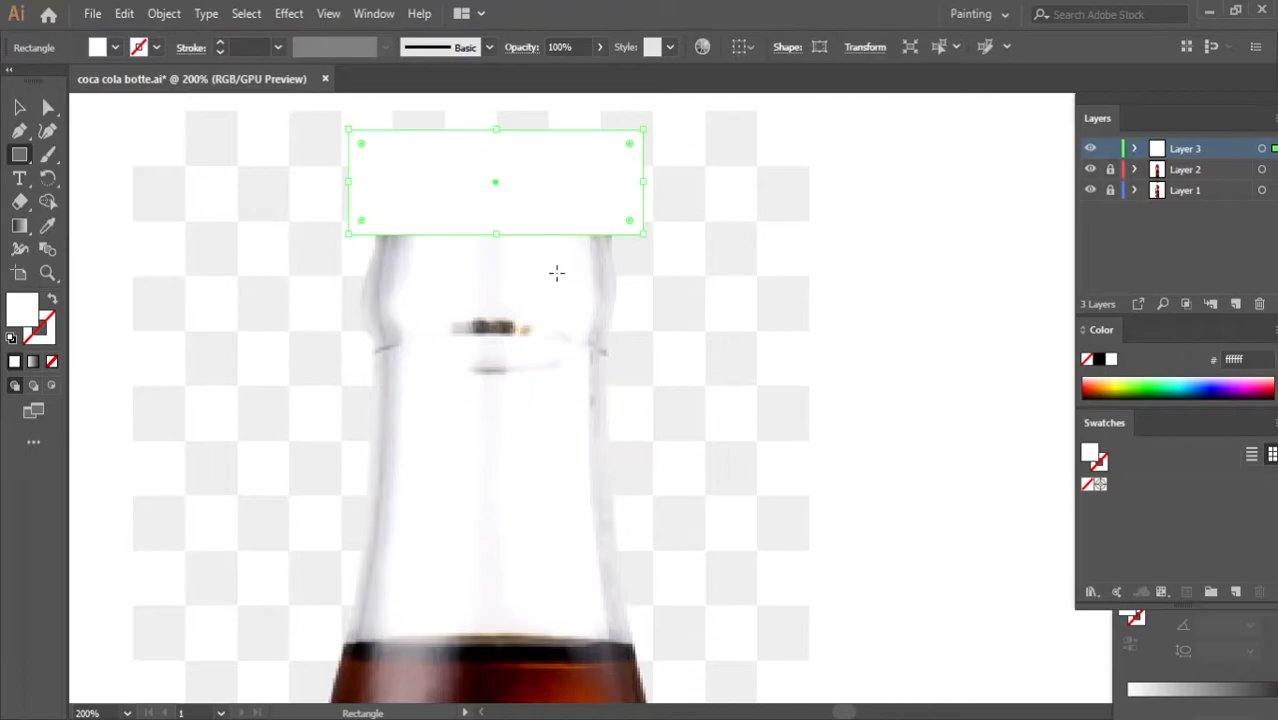 Ai File Edit Object Type Select Effect View Window Help Painting Search Adobe Stock
Rectangle Stroke: Basic Opacity: 100% Style: Shape: Transform
coca cola botte.ai* @ 200% (RGB/GPU Preview) ×
Layers
Layer 3
Layer 2
Layer 1
3 Layers
Color
# ffffff
Swatches
200% 1 Rectangle